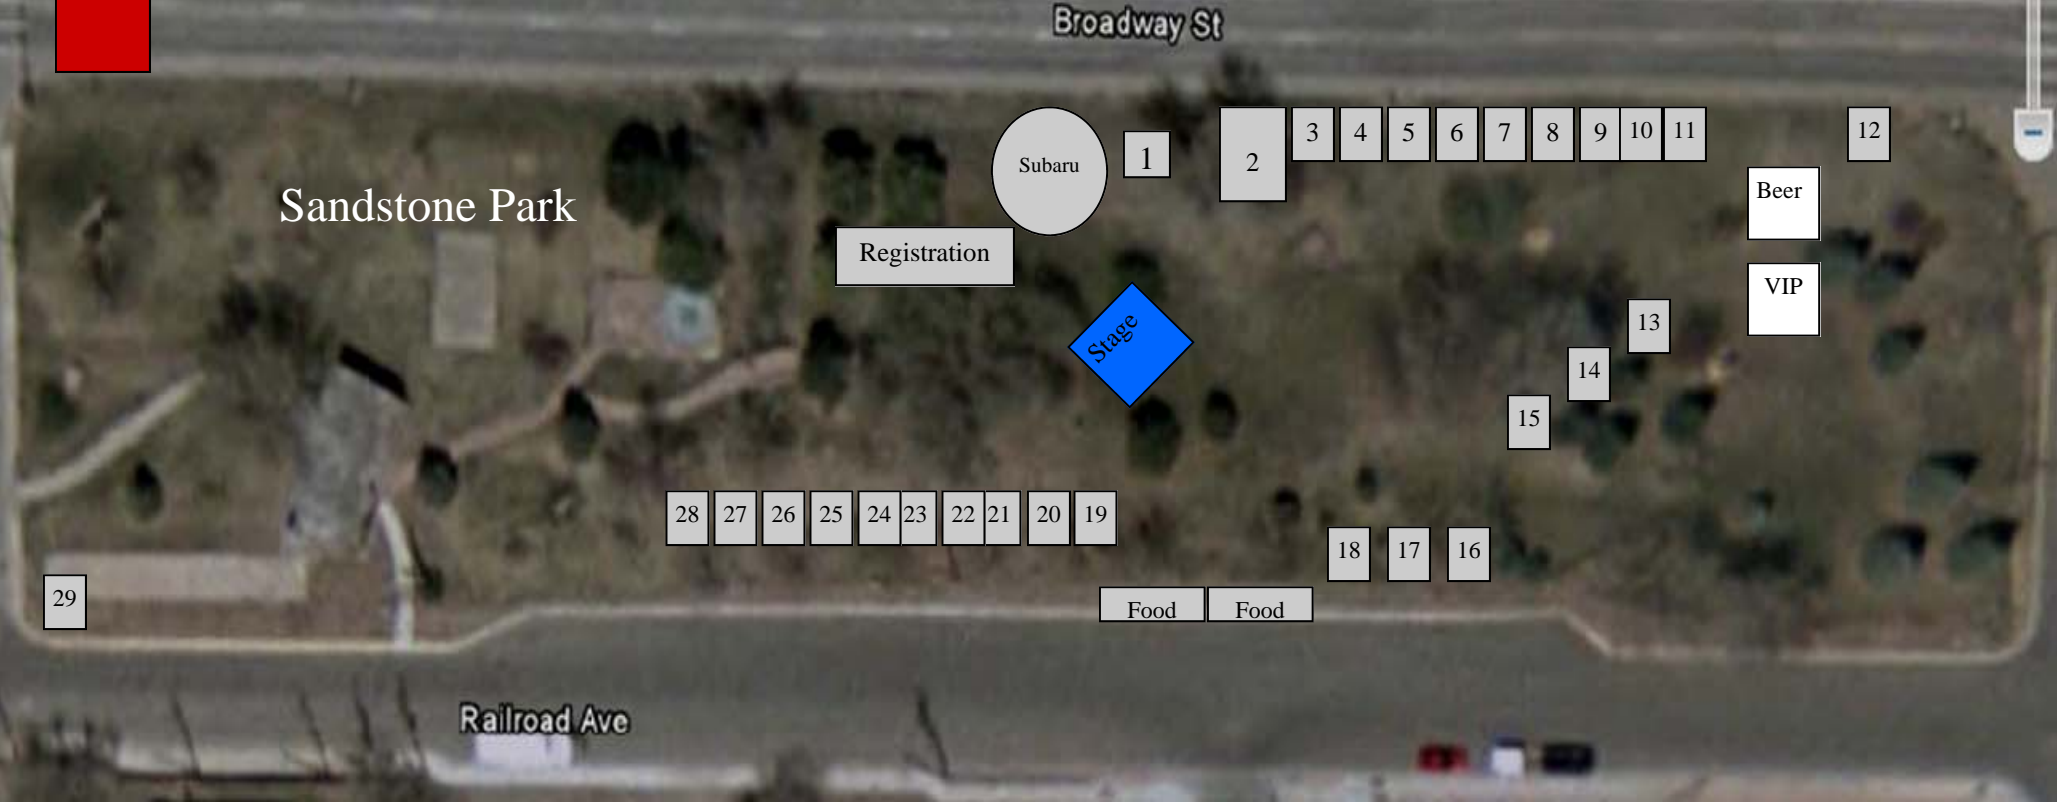 Broadway St
3 4 5 6 7 8 9 10 11 12
Subaru 1 2
Beer
Sandstone Park
Registration
VIP
Stage
13
14
15
28 27 26 25 24 23 22 21 20 19
18 17 16
29
Food Food
Railroad Ave